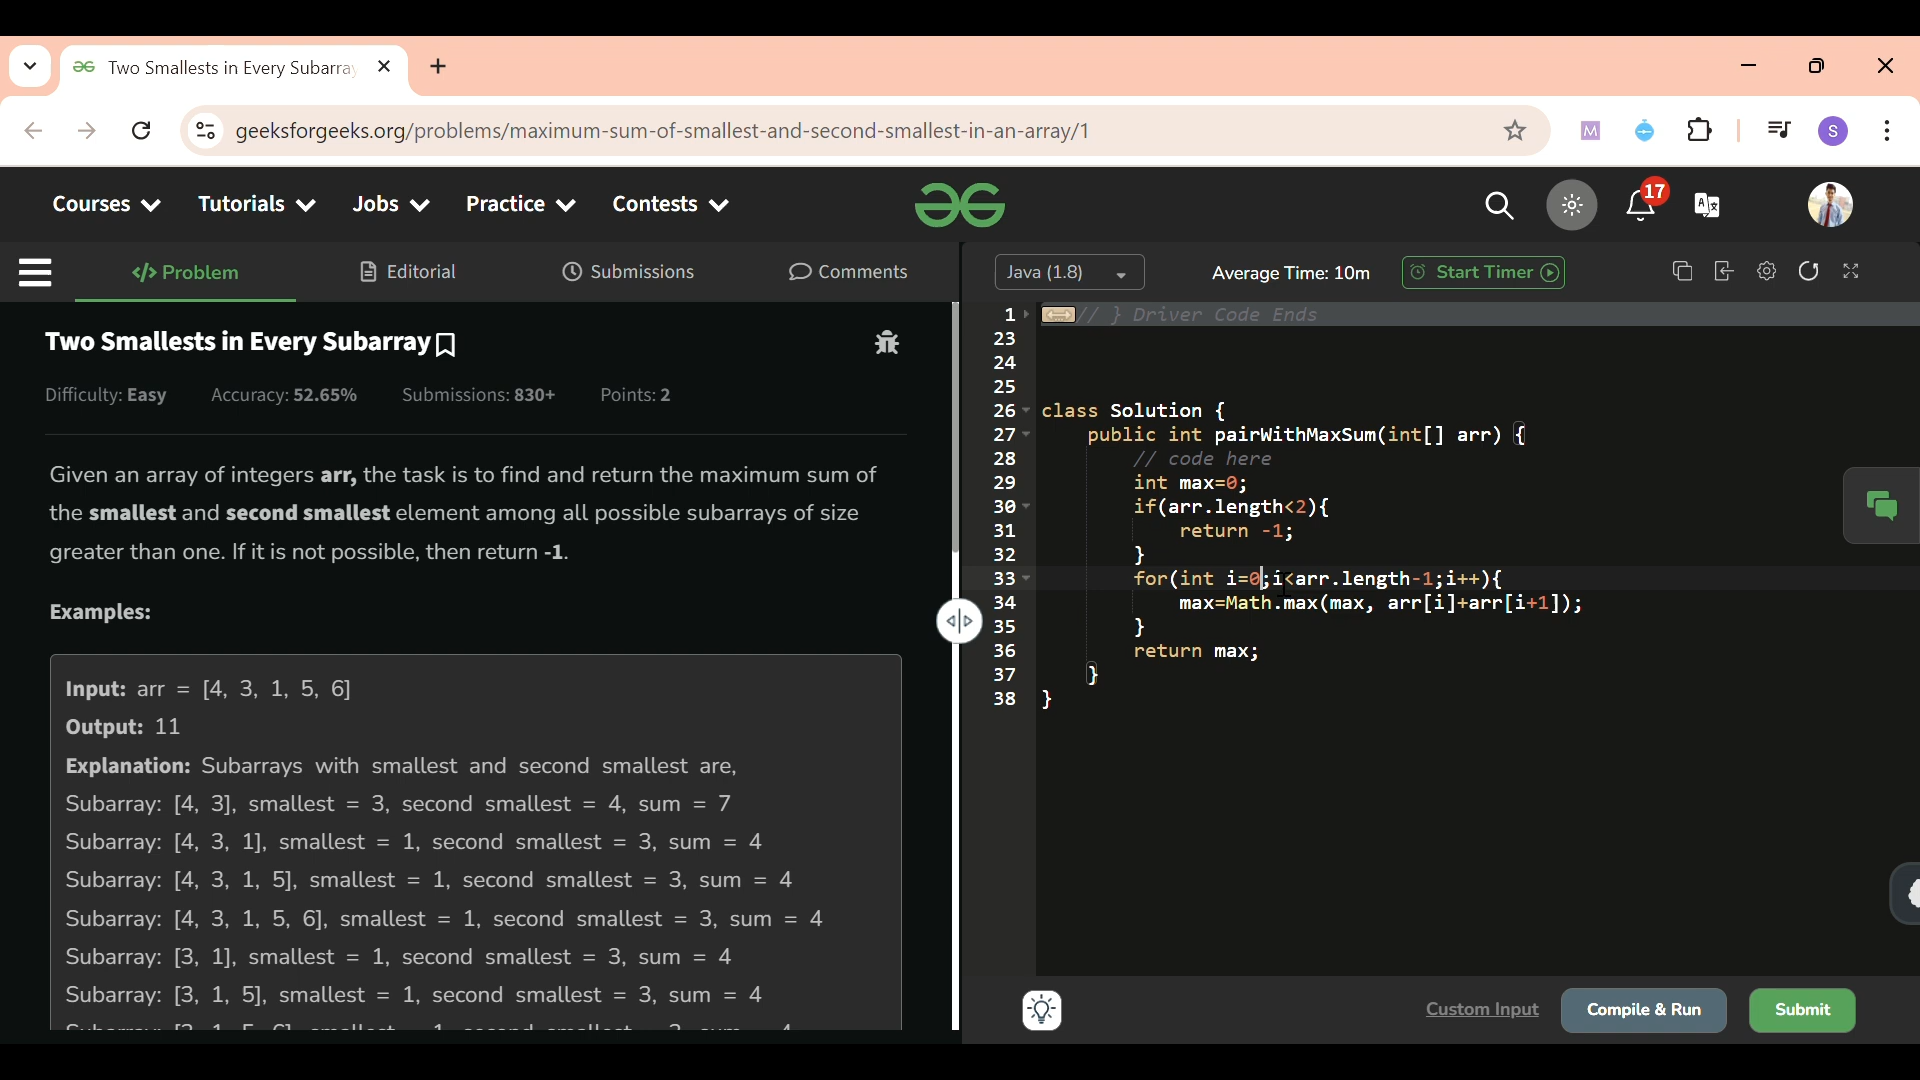 Two Smallests in Every Subarray
geeksforgeeks.org/problems/maximum-sum-of-smallest-and-second-smallest-in-an-array/1
M
S
Courses
Tutorials
Jobs
Practice
Contests
17
Problem
Editorial
Submissions
Comments
Java (1.8)
Average Time: 10m
Start Timer
Two Smallests in Every Subarray
Difficulty: Easy Accuracy: 52.65% Submissions: 830+ Points: 2
Given an array of integers arr, the task is to find and return the maximum sum of
the smallest and second smallest element among all possible subarrays of size
greater than one. If it is not possible, then return -1.
Examples:
Input: arr = [4, 3, 1, 5, 6]
Output: 11
Explanation: Subarrays with smallest and second smallest are,
Subarray: [4, 3], smallest = 3, second smallest = 4, sum = 7
Subarray: [4, 3, 1], smallest = 1, second smallest = 3, sum = 4
Subarray: [4, 3, 1, 5], smallest = 1, second smallest = 3, sum = 4
Subarray: [4, 3, 1, 5, 6], smallest = 1, second smallest = 3, sum = 4
Subarray: [3, 1], smallest = 1, second smallest = 3, sum = 4
Subarray: [3, 1, 5], smallest = 1, second smallest = 3, sum = 4
1 // } Driver Code Ends
23
24
25
26 class Solution {
27 public int pairWithMaxSum(int[] arr) {
28 // code here
29 int max=0;
30 if(arr.length<2){
31 return -1;
32 }
33 for(int i=0;i<arr.length-1;i++){
34 max=Math.max(max, arr[i]+arr[i+1]);
35 }
36 return max;
37 }
38 }
Custom Input
Compile & Run
Submit